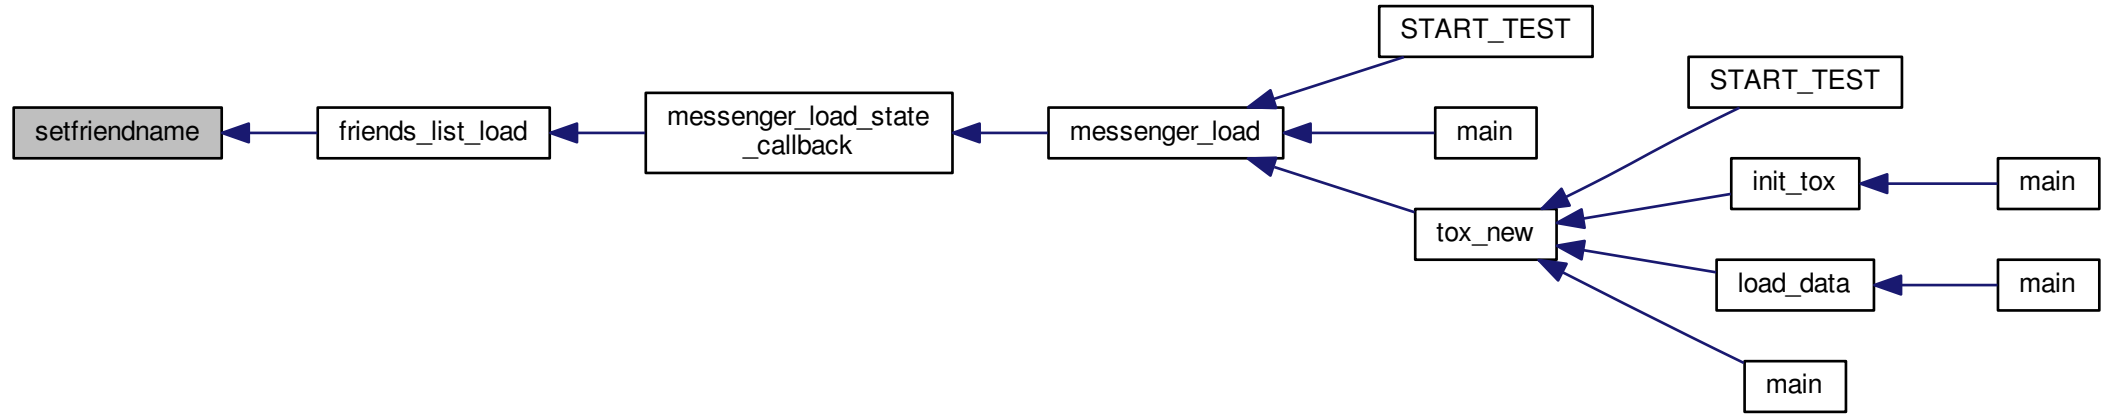 START_TEST
START_TEST
setfriendname
friends_list_load
messenger_load_state
_callback
messenger_load
main
init_tox
main
tox_new
load_data
main
main